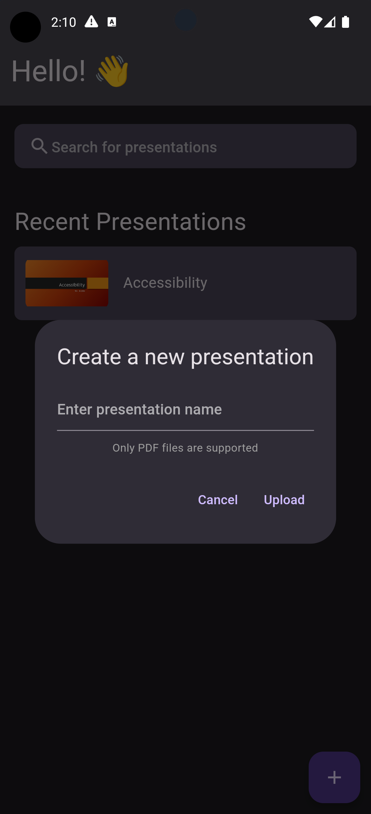 2:10
Hello! 👋
Search for presentations
Recent Presentations
Accessibility
Accessibility
Create a new presentation
Enter presentation name
Only PDF files are supported
Cancel
Upload